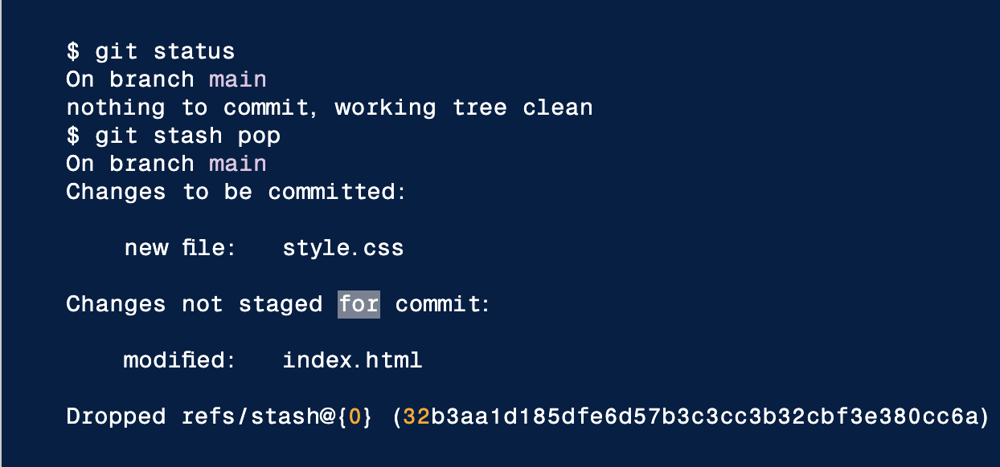 $ git status
On branch main
nothing to commit, working tree clean
$ git stash pop
On branch main
Changes to be committed:
new file:   style.css
Changes not staged for commit:
modified:   index.html
Dropped refs/stash@{0} (32b3aa1d185dfe6d57b3c3cc3b32cbf3e380cc6a)